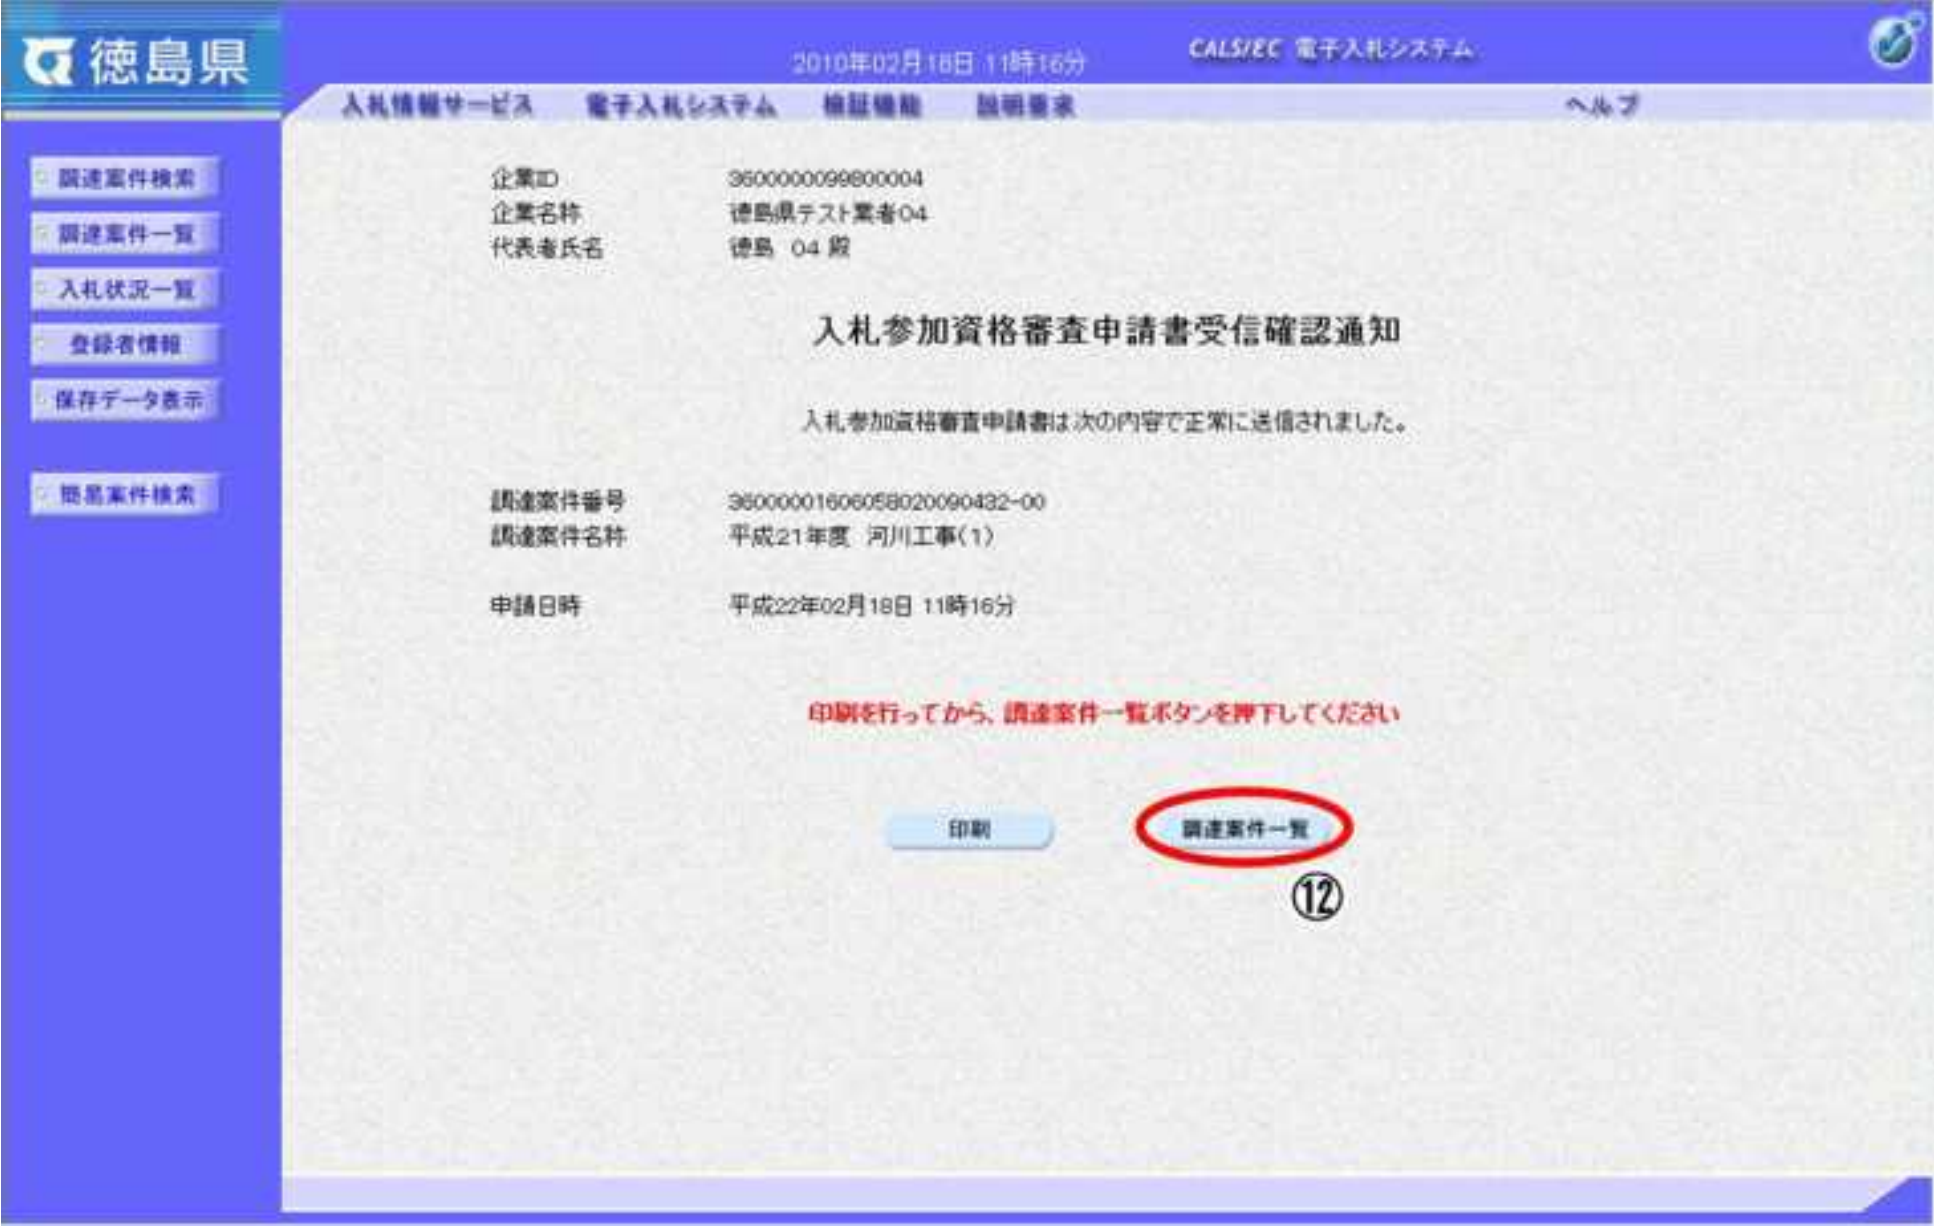 徳島県
2010年02月18日 11時16分
CALS/EC 電子入札システム
入札情報サービス 電子入札システム 検証機能 説明要求 ヘルプ
調達案件検索
調達案件一覧
入札状況一覧
登録者情報
保存データ表示
簡易案件検索
企業ID 3600000099800004
企業名称 徳島県テスト業者04
代表者氏名 徳島 04 殿
入札参加資格審査申請書受信確認通知
入札参加資格審査申請書は次の内容で正常に送信されました。
調達案件番号 3600000160605802009​0432-00
調達案件名称 平成21年度 河川工事(1)
申請日時 平成22年02月18日 11時16分
印刷を行ってから、調達案件一覧ボタンを押下してください
印刷 調達案件一覧
⑫